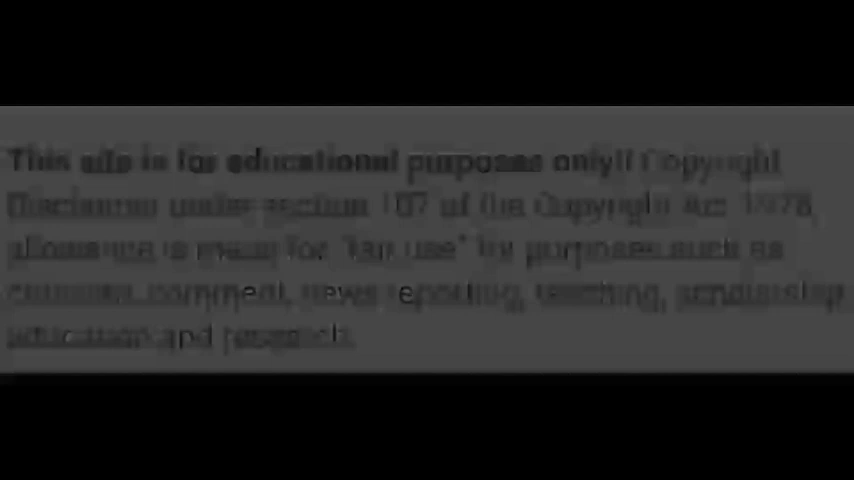 This site is for educational purposes only!! Copyright
Disclaimer under section 107 of the Copyright Act 1976,
allowance is made for "fair use" for purposes such as
criticism, comment, news reporting, teaching, scholarship,
education and research.